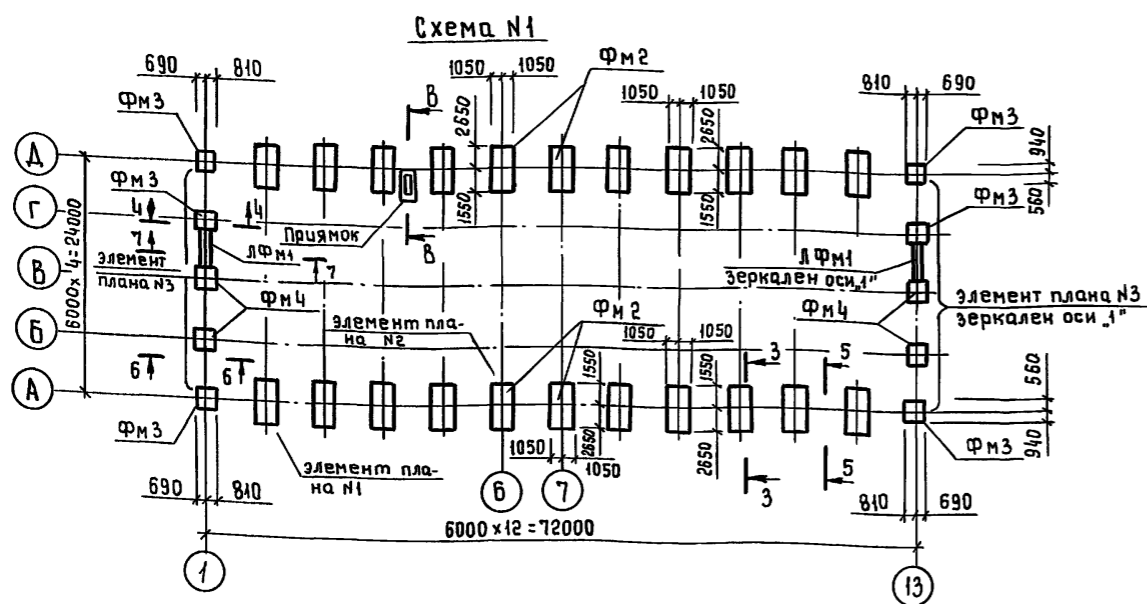 Схема N1
690
810
1050
1050
Фм2
1050
1050
810
690
Фм3
В
2650
2650
Фм3
940
Д
1550
1550
560
Фм3
Фм3
Г
4
4
Приямок
7
лФм1
7
ЛФм1
зеркален оси „1"
В
элемент
плана N3
6000 х 4 = 24000
Фм4
Фм4
элемент плана N3
зеркален оси „1"
В
элемент пла-
на N2
Фм2
1050
1050
Б
1550
1550
3
5
560
6
6
А
Фм3
2650
2650
Фм3
940
1050
1050
элемент пла-
на N1
3
5
690
810
6
7
810
690
6000 х 12 = 72000
1
13